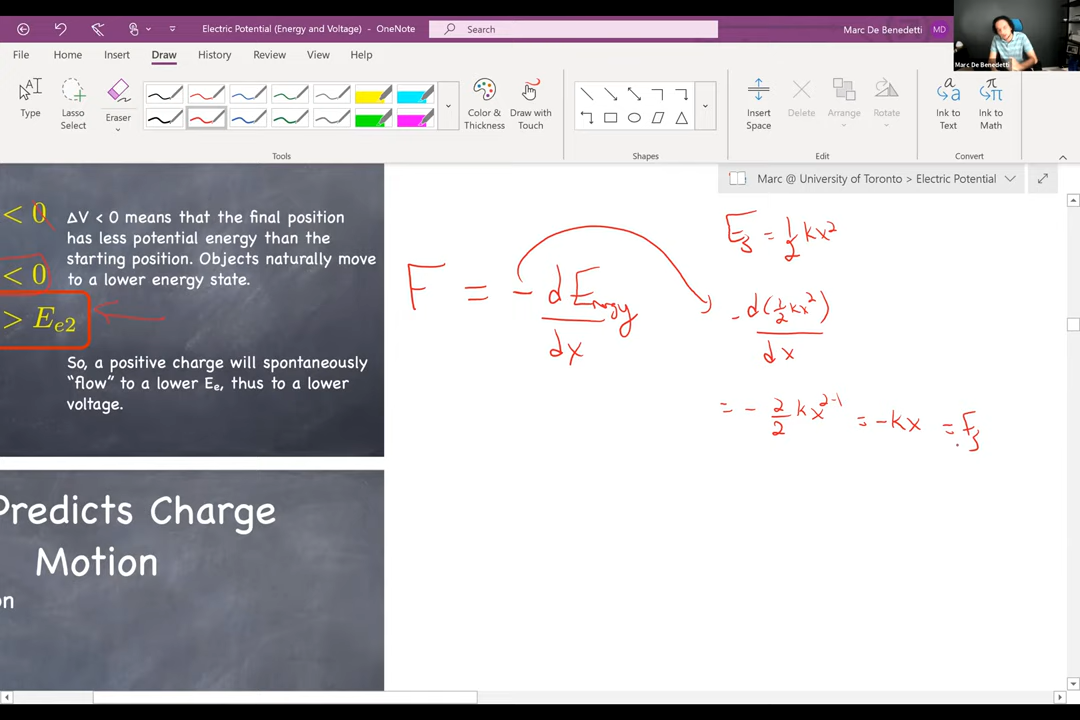 Electric Potential (Energy and Voltage) - OneNote
Search
Marc De Benedetti
MD
Marc De Benedetti
File Home Insert Draw History Review View Help
Type
Lasso Select
Eraser
Color & Thickness
Draw with Touch
Insert Space
Delete
Arrange
Rotate
Ink to Text
Ink to Math
Tools
Shapes
Edit
Convert
Marc @ University of Toronto > Electric Potential
< 0
< 0
> Ee2
ΔV < 0 means that the final position
has less potential energy than the
starting position. Objects naturally move
to a lower energy state.
So, a positive charge will spontaneously
“flow” to a lower Ee, thus to a lower
voltage.
Predicts Charge
Motion
on
F = - dEnergy
dx
E = 1/2 kx²
- d(1/2 kx²)
dx
= - 2/2 kx²⁻¹ = -kx = F